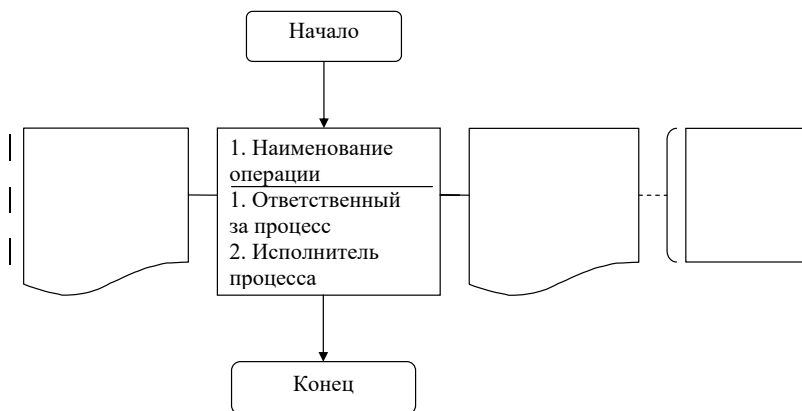 Начало
1. Наименование
операции
1. Ответственный
за процесс
2. Исполнитель
процесса
Конец